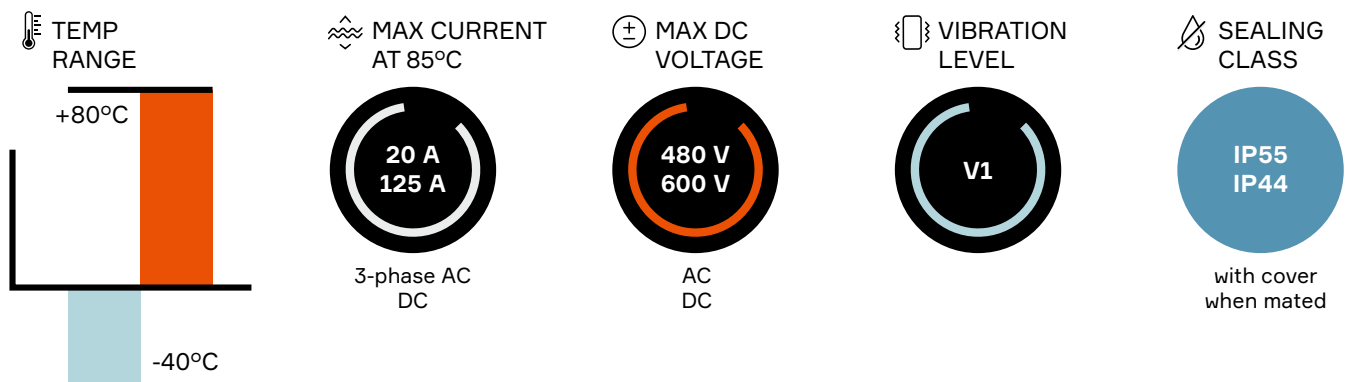 TEMP
RANGE
+80ºC
-40ºC
MAX CURRENT
AT 85ºC
20 A
125 A
3-phase AC
DC
MAX DC
VOLTAGE
480 V
600 V
AC
DC
VIBRATION
LEVEL
V1
SEALING
CLASS
IP55
IP44
with cover
when mated